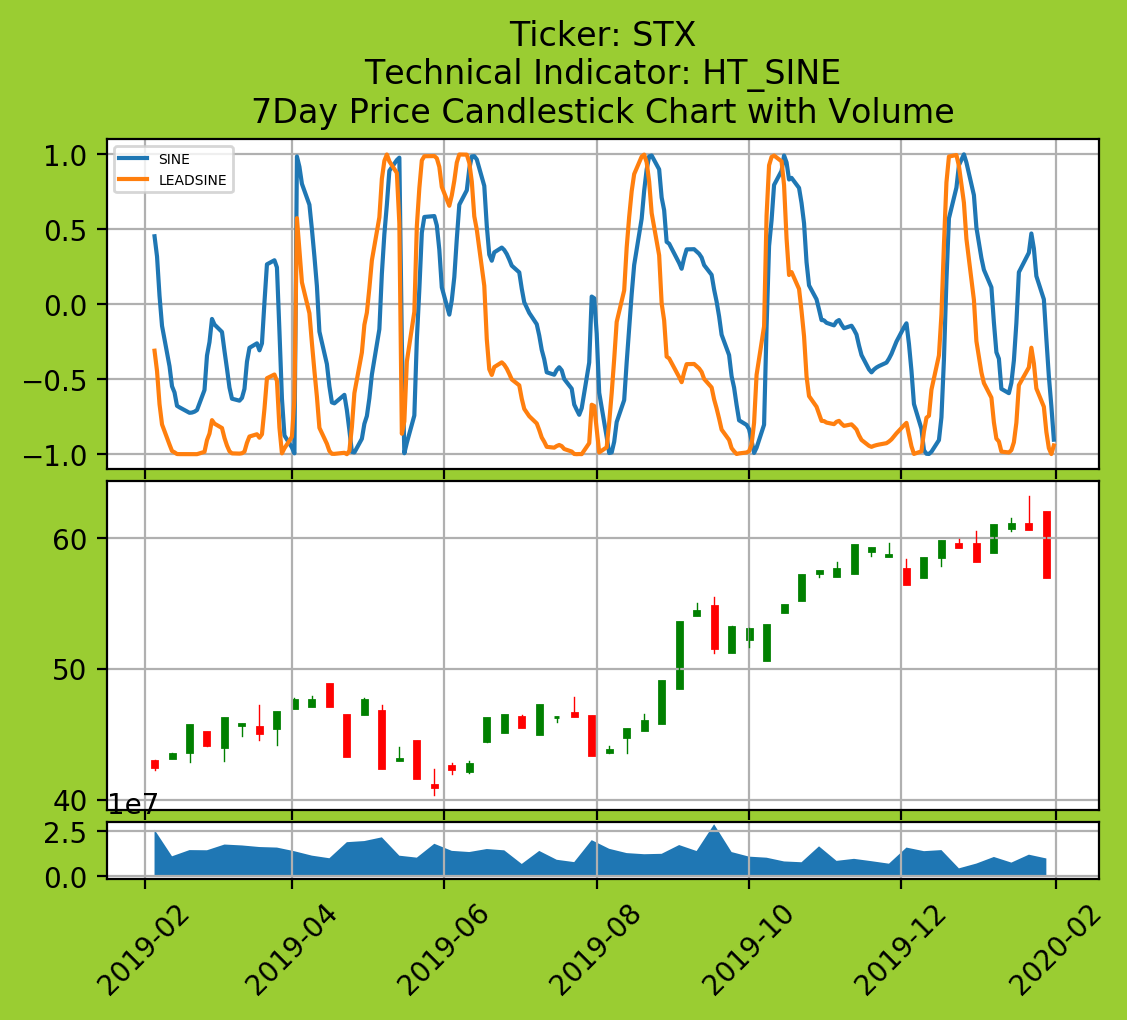 Ticker: STX
Technical Indicator: HT_SINE
7Day Price Candlestick Chart with Volume
1.0
0.5
0.0
−0.5
−1.0
SINE
LEADSINE
60
50
40
1e7
2.5
0.0
2019-02
2019-04
2019-06
2019-08
2019-10
2019-12
2020-02